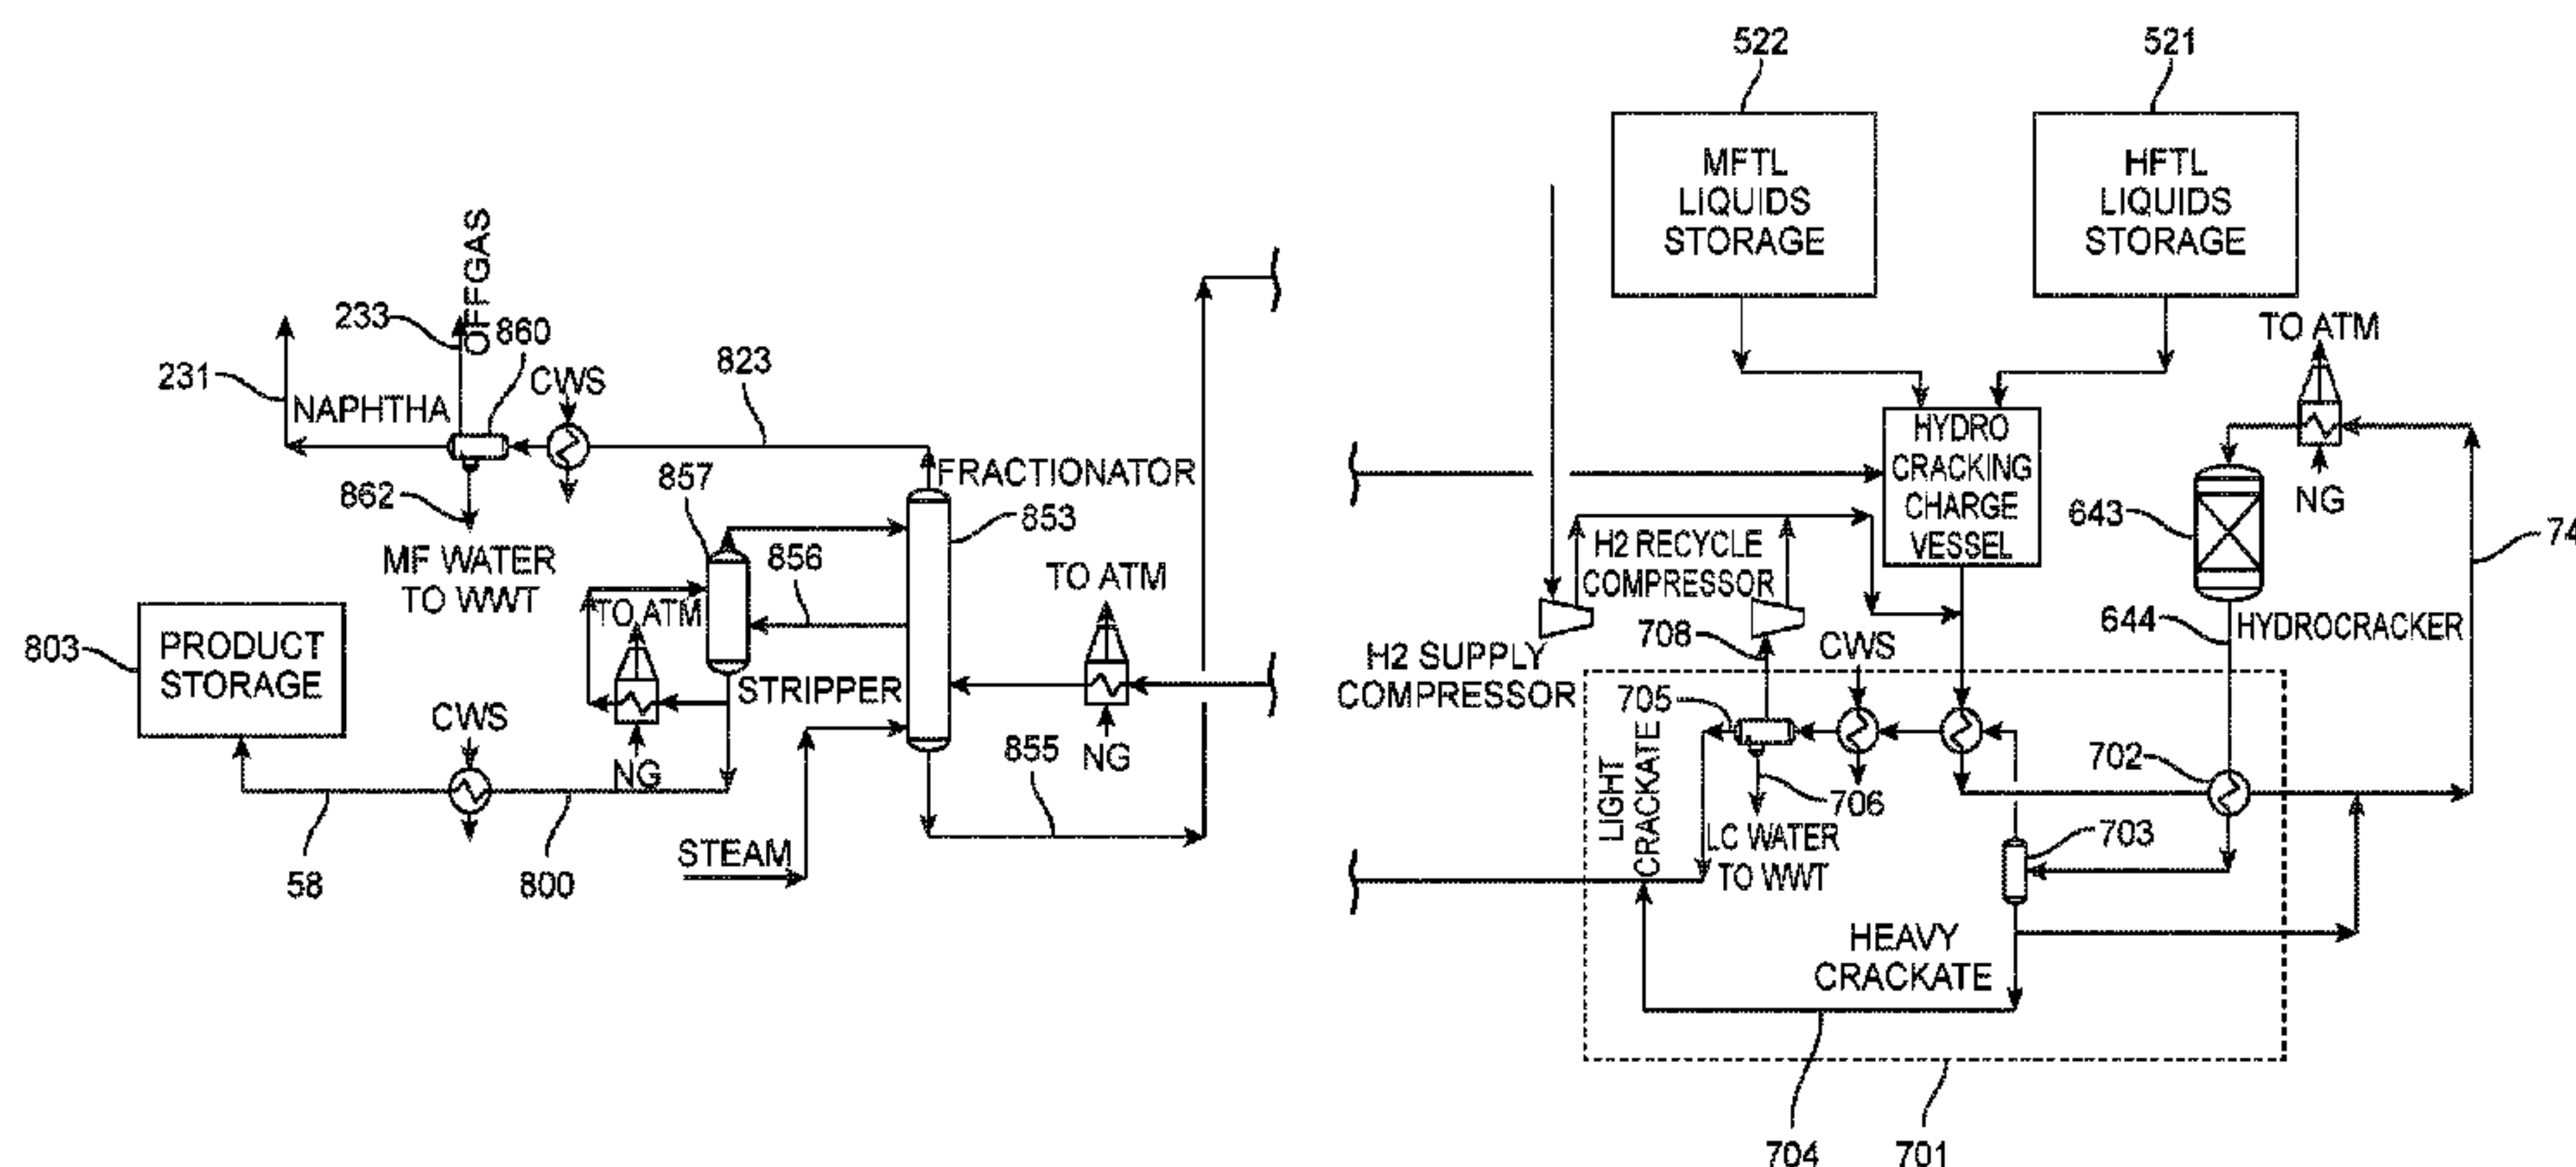 522
521
MFTL
LIQUIDS
STORAGE
HFTL
LIQUIDS
STORAGE
OFFGAS
233
860
231
NAPHTHA
CWS
823
862
MF WATER
TO WWT
857
FRACTIONATOR
853
856
TO ATM
TO ATM
NG
STRIPPER
NG
803
PRODUCT
STORAGE
CWS
58
800
STEAM
855
HYDRO
CRACKING
CHARGE
VESSEL
TO ATM
NG
643
74
644
HYDROCRACKER
H2 RECYCLE
COMPRESSOR
708
CWS
H2 SUPPLY
COMPRESSOR
705
LIGHT
CRACKATE
706
LC WATER
TO WWT
702
703
HEAVY
CRACKATE
704
701